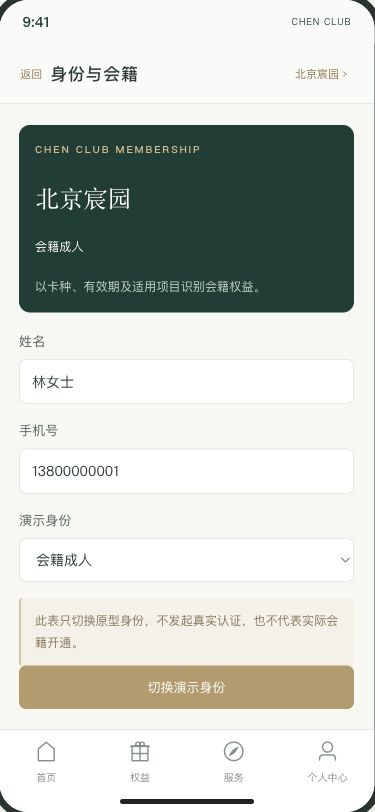 9:41 CHEN CLUB
返回 身份与会籍 北京宸园 ›
CHEN CLUB MEMBERSHIP
北京宸园
会籍成人
以卡种、有效期及适用项目识别会籍权益。
姓名
林女士
手机号
13800000001
演示身份
会籍成人
此表只切换原型身份，不发起真实认证，也不代表实际会
籍开通。
切换演示身份
首页 权益 服务 个人中心